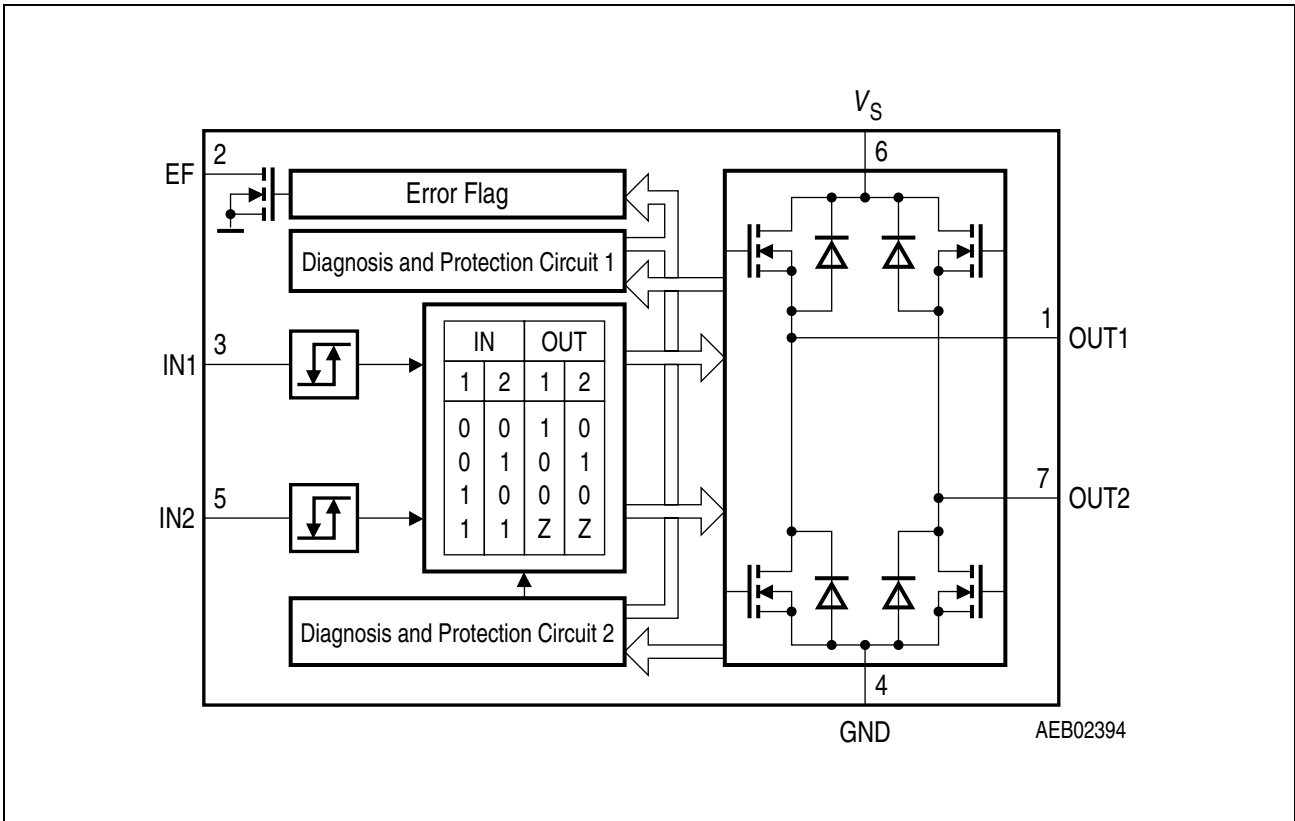 V_S
6
EF 2
Error Flag
Diagnosis and Protection Circuit 1
IN OUT
1 2 1 2
0 0 1 0
0 1 0 1
1 0 0 0
1 1 Z Z
IN1 3
IN2 5
1 OUT1
7 OUT2
Diagnosis and Protection Circuit 2
4
GND
AEB02394